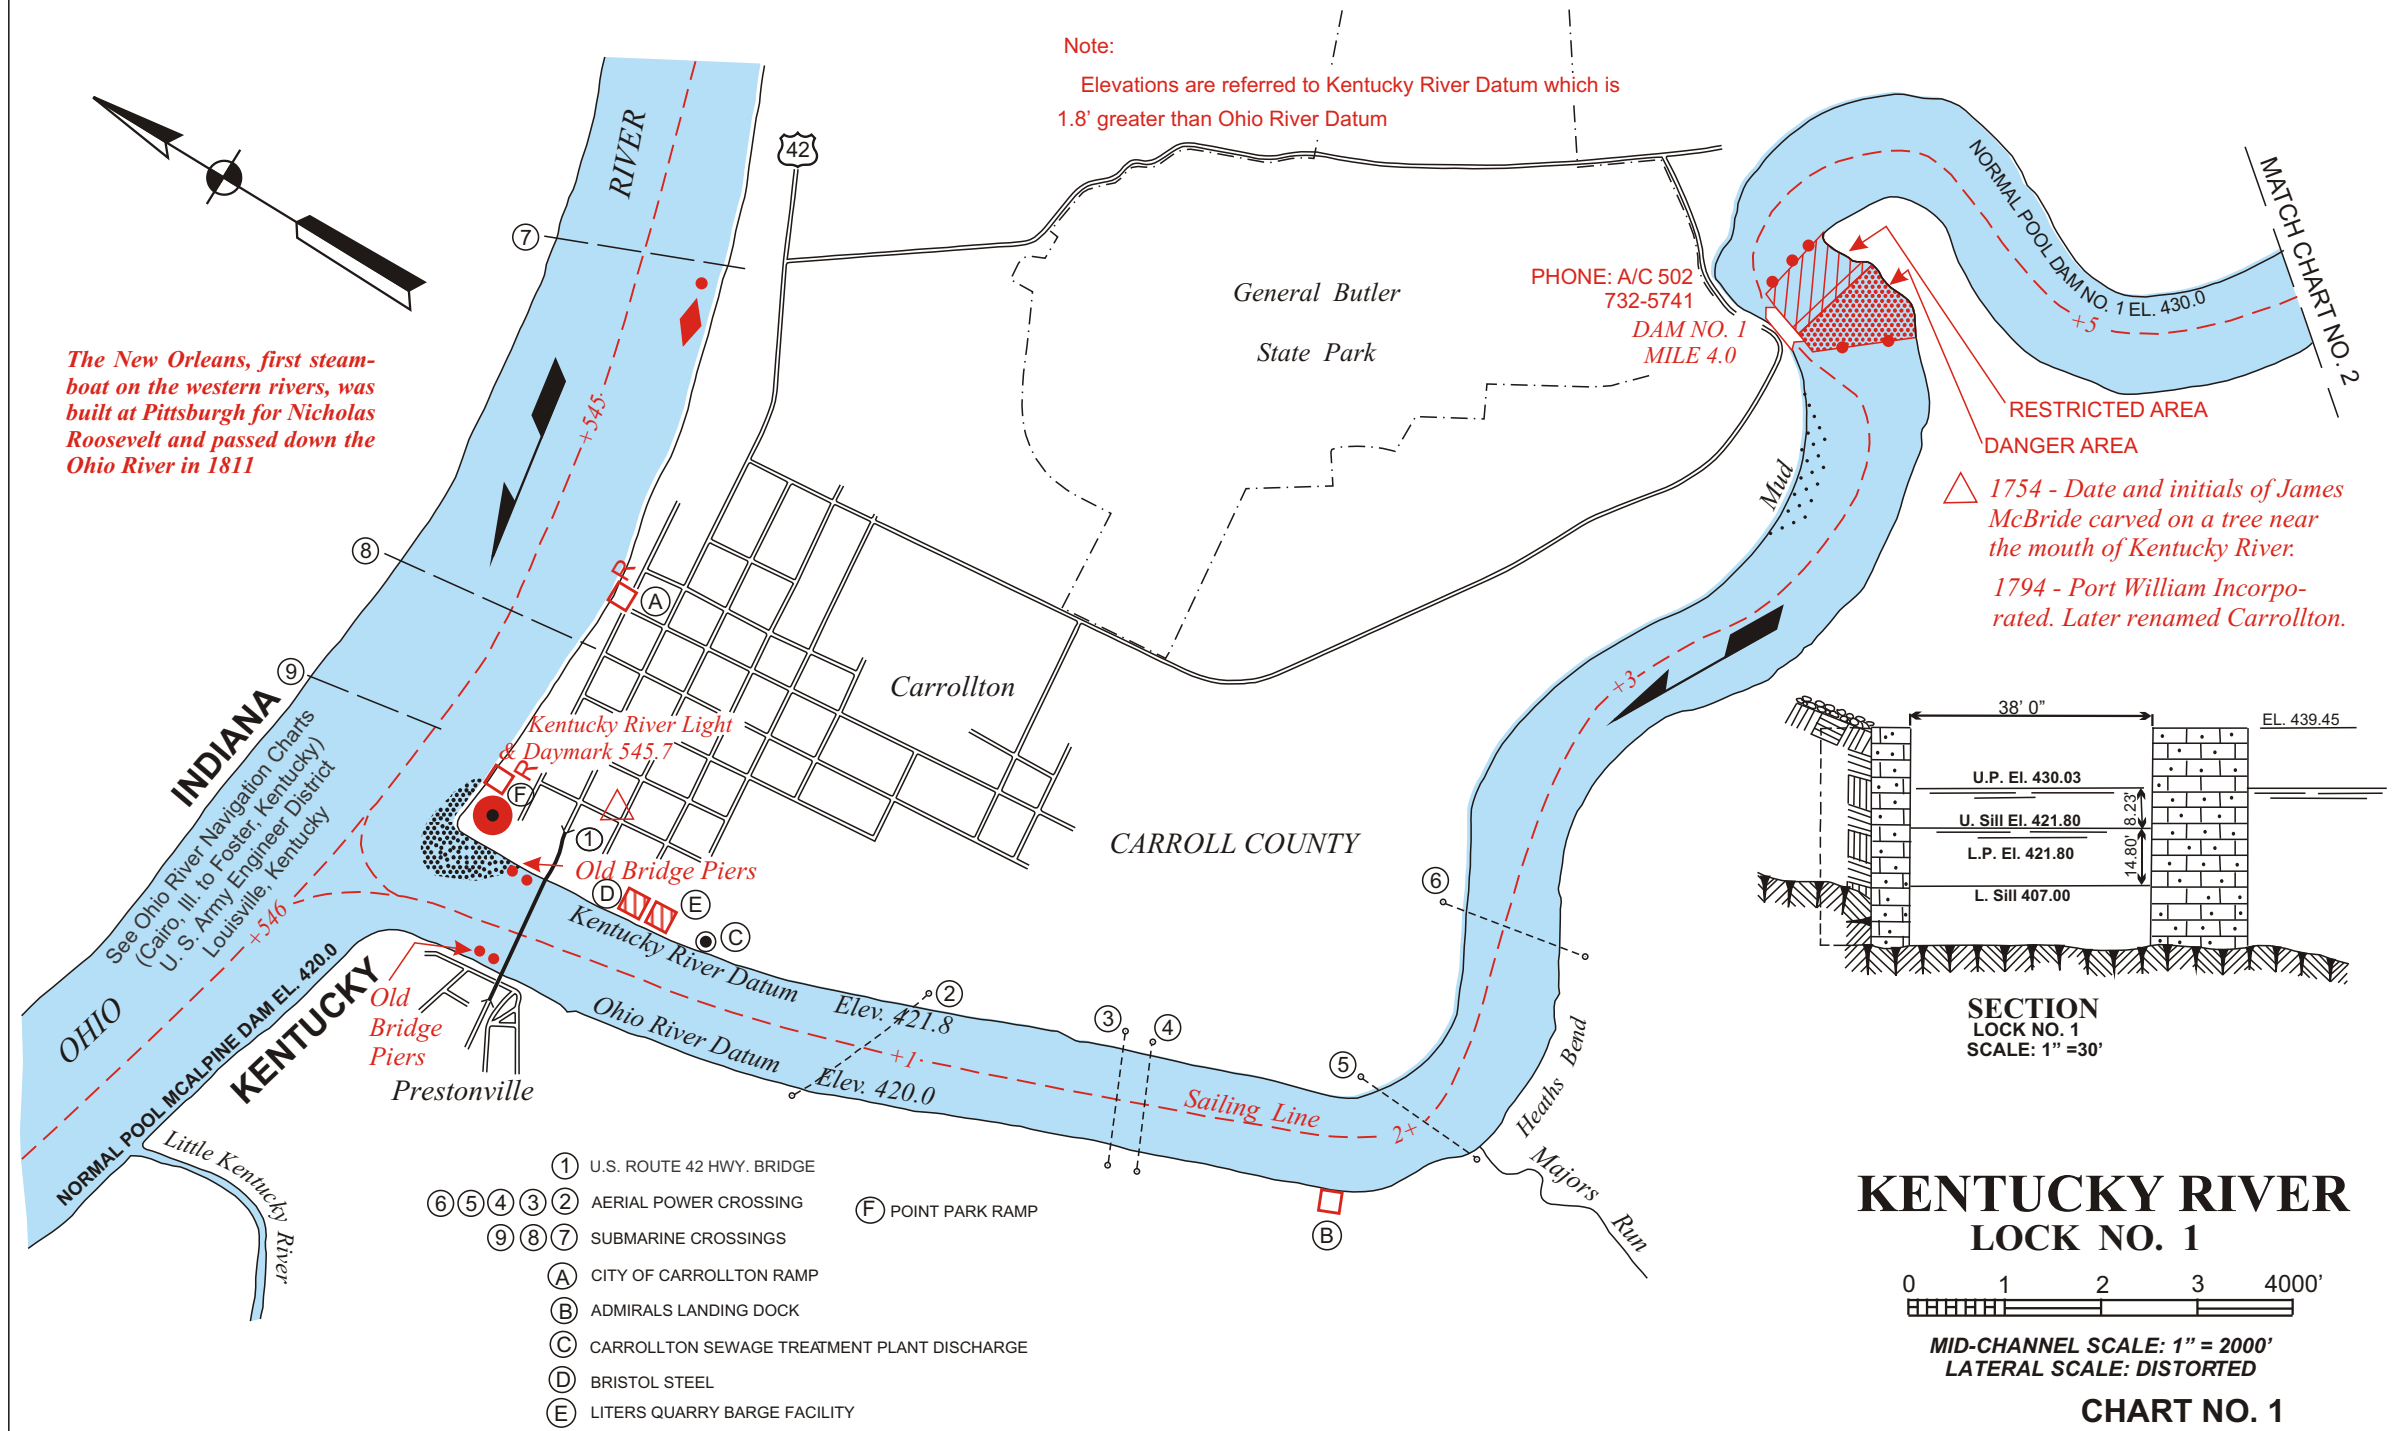 Note:
Elevations are referred to Kentucky River Datum which is
1.8’ greater than Ohio River Datum
RIVER
42
7
The New Orleans, first steam-
boat on the western rivers, was
built at Pittsburgh for Nicholas
Roosevelt and passed down the
Ohio River in 1811
+545
8
9
General Butler
State Park
PHONE: A/C 502
732-5741
DAM NO. 1
MILE 4.0
NORMAL POOL DAM NO. 1 EL. 430.0
+5
MATCH CHART NO. 2
RESTRICTED AREA
DANGER AREA
1754 - Date and initials of James
McBride carved on a tree near
the mouth of Kentucky River.
1794 - Port William Incorpo-
rated. Later renamed Carrollton.
Mud
R
A
Carrollton
+3
INDIANA
See Ohio River Navigation Charts
(Cairo, Ill. to Foster, Kentucky)
U. S. Army Engineer District
Louisville, Kentucky
Kentucky River Light
& Daymark 545.7
R
F
1
Old Bridge Piers
D
E
C
CARROLL COUNTY
6
+546
OHIO
NORMAL POOL MCALPINE DAM EL. 420.0
KENTUCKY
Old
Bridge
Piers
Prestonville
Kentucky River Datum Elev. 421.8
Ohio River Datum Elev. 420.0
2
+1
3
4
5
Sailing Line
2+
Heaths Bend
Majors Run
B
Little Kentucky River
38’ 0”
EL. 439.45
U.P. El. 430.03
8.23’
U. Sill El. 421.80
L.P. El. 421.80
14.80’
L. Sill 407.00
SECTION
LOCK NO. 1
SCALE: 1” =30’
1 U.S. ROUTE 42 HWY. BRIDGE
6 5 4 3 2 AERIAL POWER CROSSING
9 8 7 SUBMARINE CROSSINGS
A CITY OF CARROLLTON RAMP
B ADMIRALS LANDING DOCK
C CARROLLTON SEWAGE TREATMENT PLANT DISCHARGE
D BRISTOL STEEL
E LITERS QUARRY BARGE FACILITY
F POINT PARK RAMP
KENTUCKY RIVER
LOCK NO. 1
0 1 2 3 4000’
MID-CHANNEL SCALE: 1” = 2000’
LATERAL SCALE: DISTORTED
CHART NO. 1